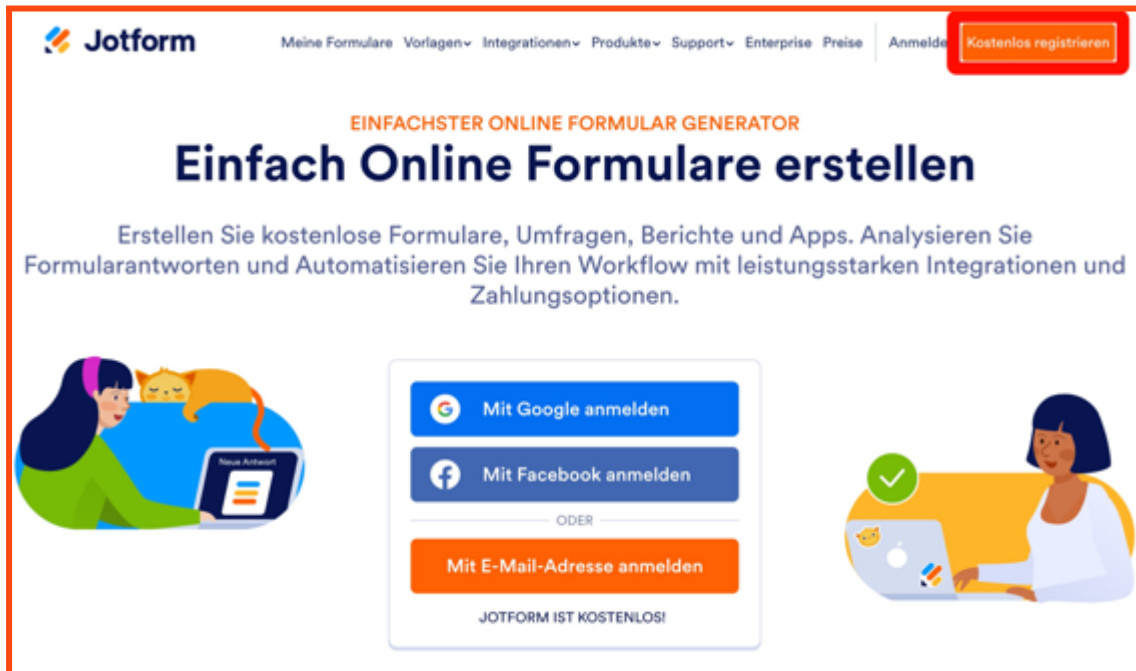 Jotform
Meine Formulare Vorlagen Integrationen Produkte Support Enterprise Preise Anmelde Kostenlos registrieren
EINFACHSTER ONLINE FORMULAR GENERATOR
Einfach Online Formulare erstellen
Erstellen Sie kostenlose Formulare, Umfragen, Berichte und Apps. Analysieren Sie
Formularantworten und Automatisieren Sie Ihren Workflow mit leistungsstarken Integrationen und
Zahlungsoptionen.
Neue Antwort
Mit Google anmelden
Mit Facebook anmelden
ODER
Mit E-Mail-Adresse anmelden
JOTFORM IST KOSTENLOS!